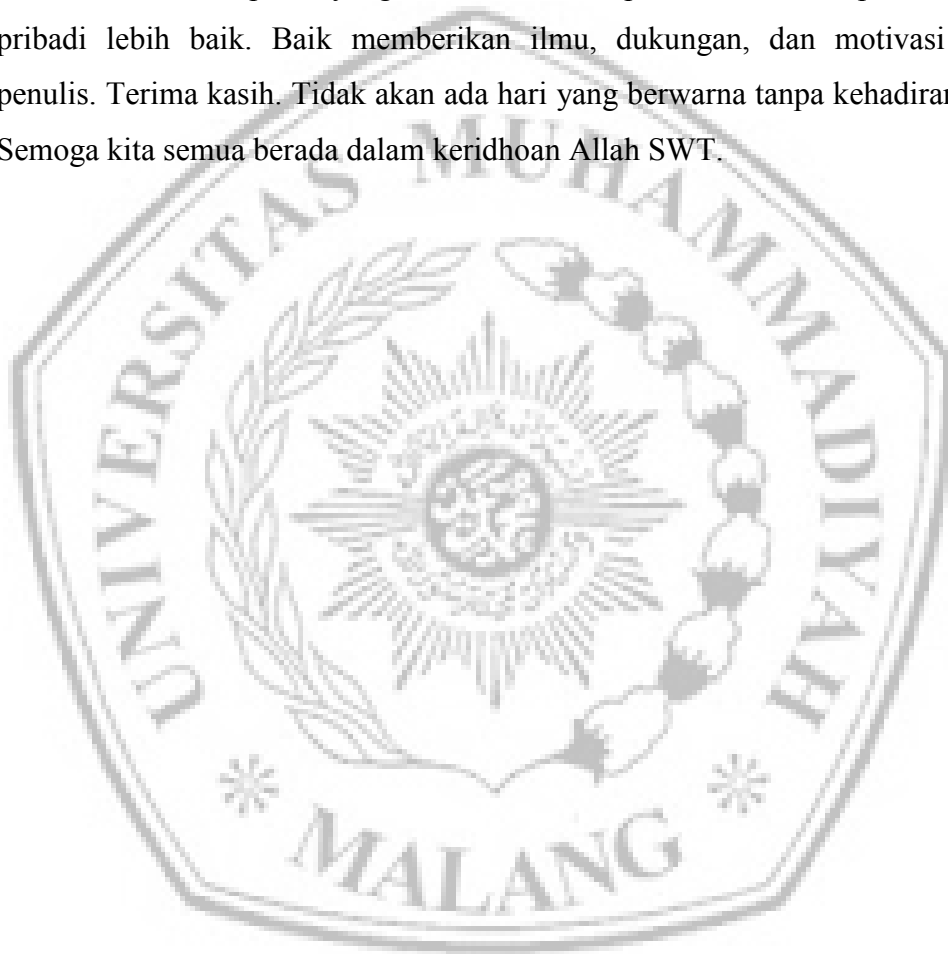 pribadi lebih baik. Baik memberikan ilmu, dukungan, dan motivasi
penulis. Terima kasih. Tidak akan ada hari yang berwarna tanpa kehadiran
Semoga kita semua berada dalam keridhoan Allah SWT.
UNIVERSITAS MUHAMMADIYAH
MALANG